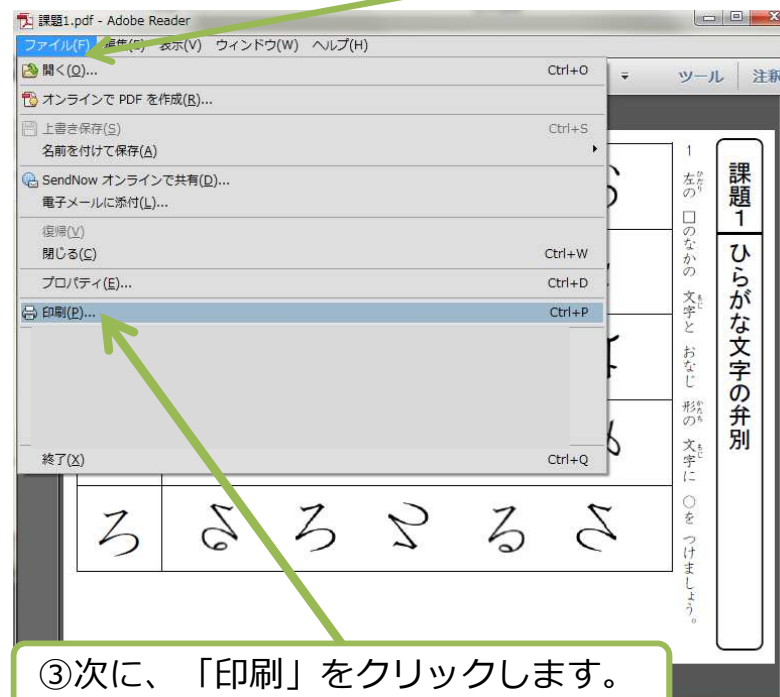 課題1.pdf - Adobe Reader
ファイル(F) 編集(E) 表示(V) ウィンドウ(W) ヘルプ(H)
開く(O)... Ctrl+O
ツール 注釈
オンラインで PDF を作成(R)...
上書き保存(S) Ctrl+S
名前を付けて保存(A)
SendNow オンラインで共有(D)...
電子メールに添付(L)...
復帰(V)
閉じる(C) Ctrl+W
プロパティ(E)... Ctrl+D
印刷(P)... Ctrl+P
終了(X) Ctrl+Q
課題1 ひらがな文字の弁別
1 左の □のなかの 文字と おなじ 形の 文字に ○を つけましょう。
ろ ろ る
③次に、「印刷」をクリックします。